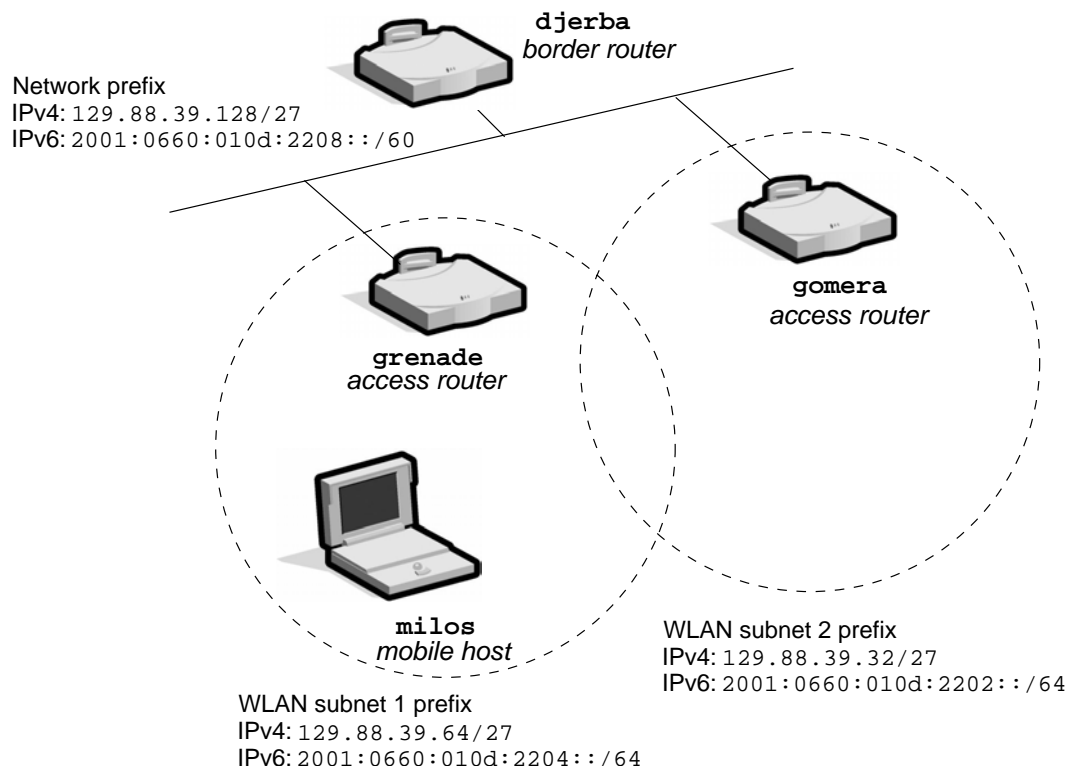 djerba
border router
Network prefix
IPv4: 129.88.39.128/27
IPv6: 2001:0660:010d:2208::/60
gomera
access router
grenade
access router
milos
mobile host
WLAN subnet 2 prefix
IPv4: 129.88.39.32/27
IPv6: 2001:0660:010d:2202::/64
WLAN subnet 1 prefix
IPv4: 129.88.39.64/27
IPv6: 2001:0660:010d:2204::/64